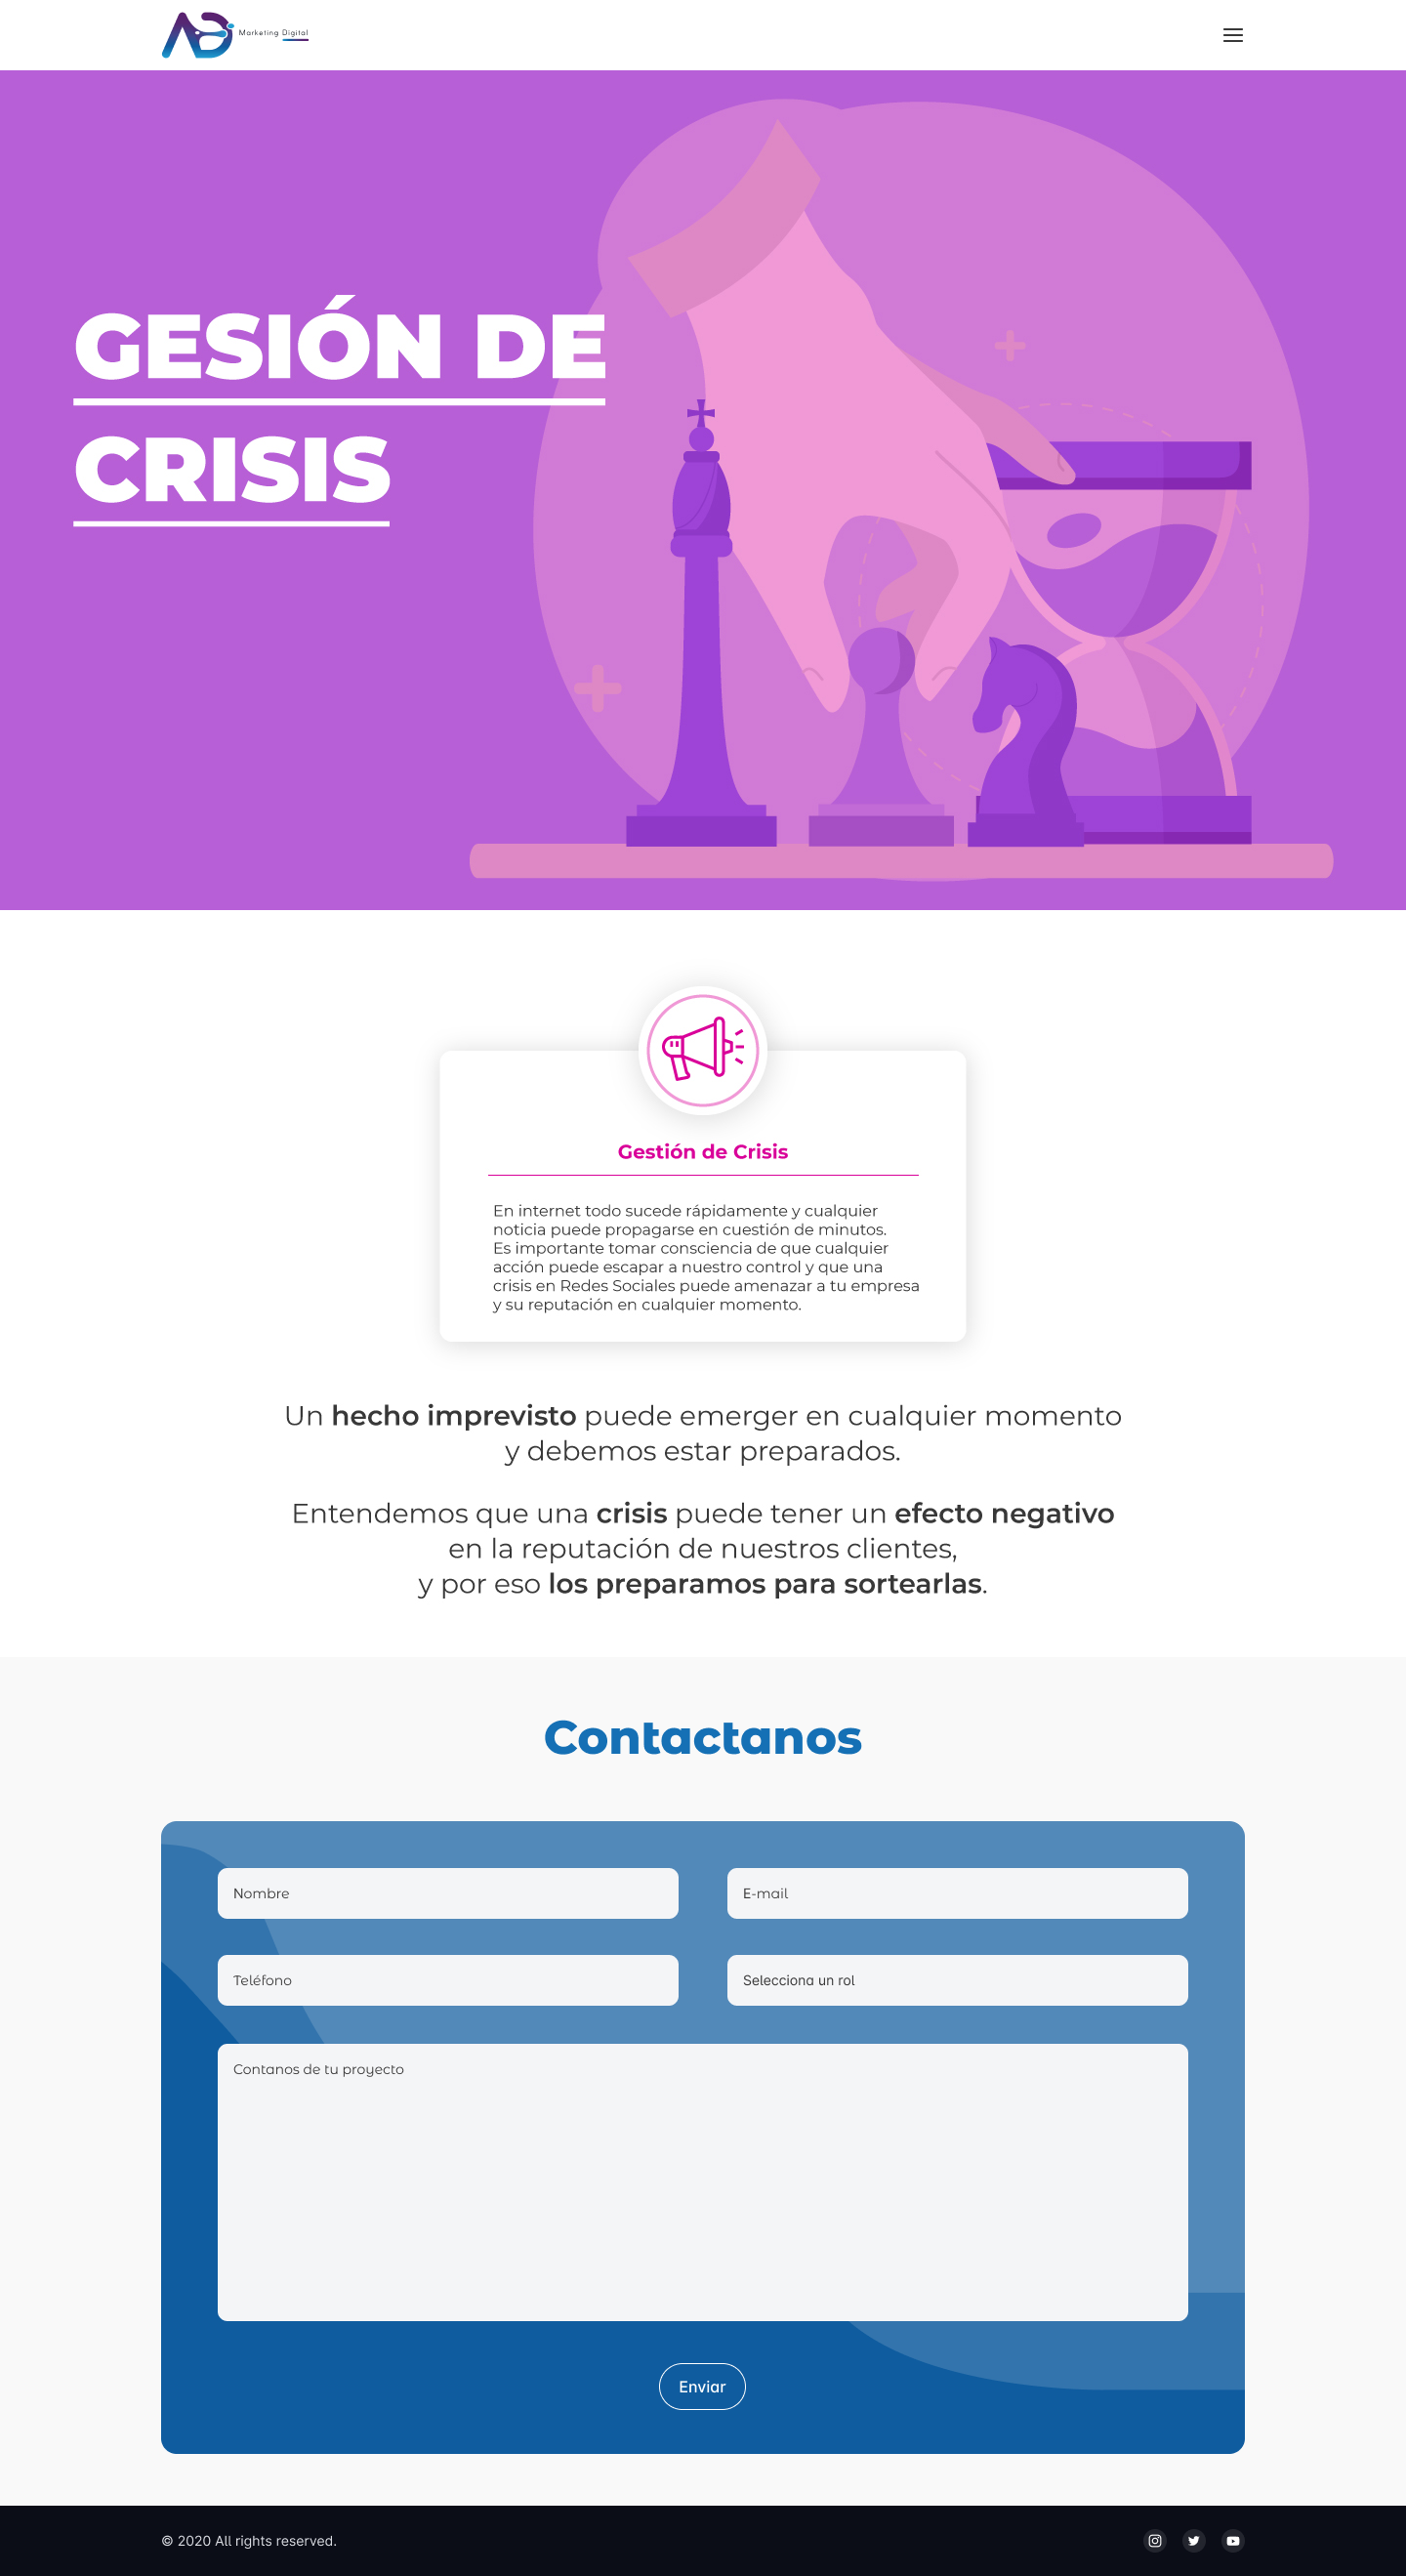 Marketing Digital
GESIÓN DE
CRISIS
Gestión de Crisis
En internet todo sucede rápidamente y cualquier
noticia puede propagarse en cuestión de minutos.
Es importante tomar consciencia de que cualquier
acción puede escapar a nuestro control y que una
crisis en Redes Sociales puede amenazar a tu empresa
y su reputación en cualquier momento.
Un hecho imprevisto puede emerger en cualquier momento
y debemos estar preparados.
Entendemos que una crisis puede tener un efecto negativo
en la reputación de nuestros clientes,
y por eso los preparamos para sortearlas.
Contactanos
Nombre
E-mail
Teléfono
Selecciona un rol
Contanos de tu proyecto
Enviar
© 2020 All rights reserved.